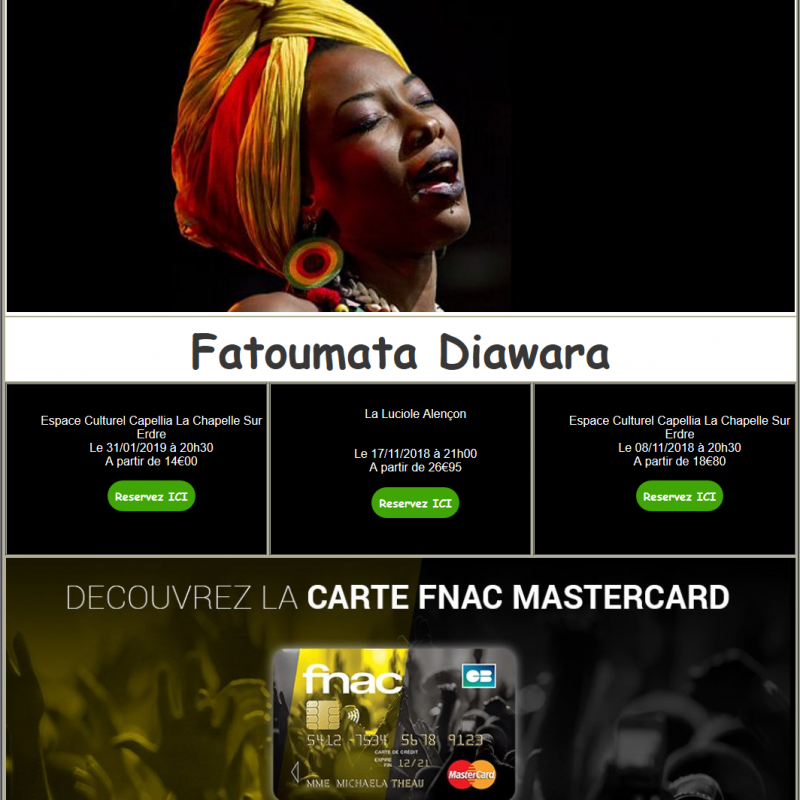 Fatoumata Diawara
Espace Culturel Capellia La Chapelle Sur
Erdre
Le 31/01/2019 à 20h30
A partir de 14€00
Reservez ICI
La Luciole Alençon
Le 17/11/2018 à 21h00
A partir de 26€95
Reservez ICI
Espace Culturel Capellia La Chapelle Sur
Erdre
Le 08/11/2018 à 20h30
A partir de 18€80
Reservez ICI
DECOUVREZ LA CARTE FNAC MASTERCARD
fnac
CB
5412 7534 5678 9123
CARTE DE CRÉDIT
EXPIRE
FIN 12/21
MME MICHAELA THEAU
MasterCard